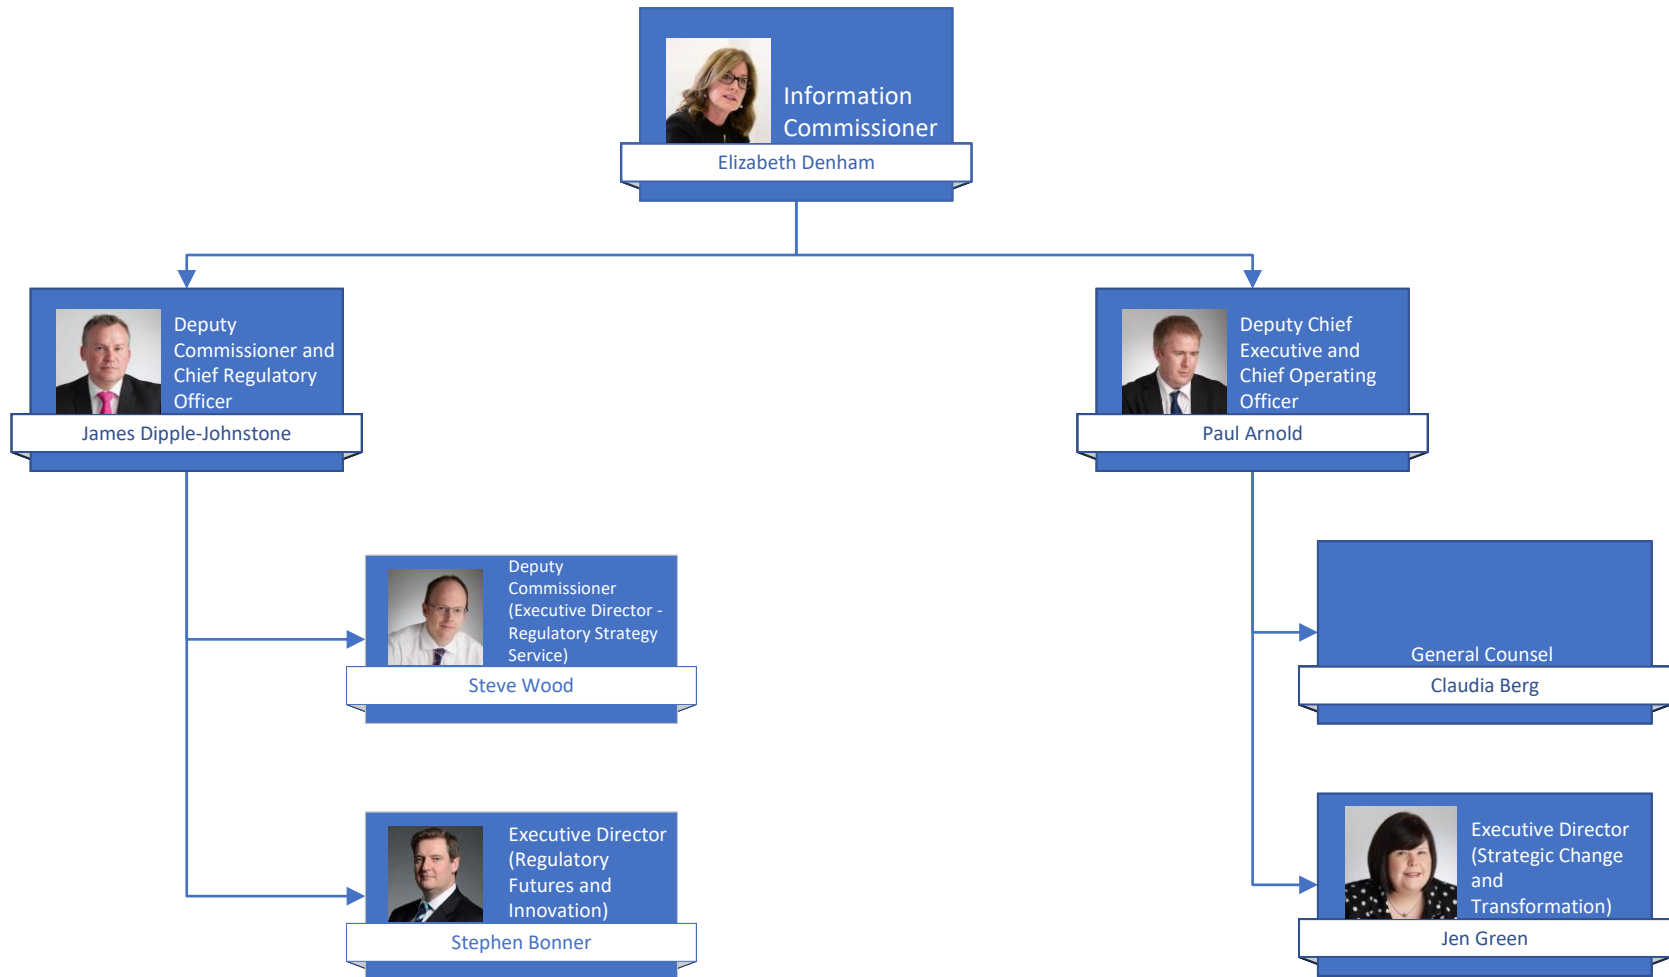 Information
Commissioner
Elizabeth Denham
Deputy
Commissioner and
Chief Regulatory
Officer
James Dipple-Johnstone
Deputy Chief
Executive and
Chief Operating
Officer
Paul Arnold
Deputy
Commissioner
(Executive Director -
Regulatory Strategy
Service)
Steve Wood
General Counsel
Claudia Berg
Executive Director
(Regulatory
Futures and
Innovation)
Stephen Bonner
Executive Director
(Strategic Change
and
Transformation)
Jen Green